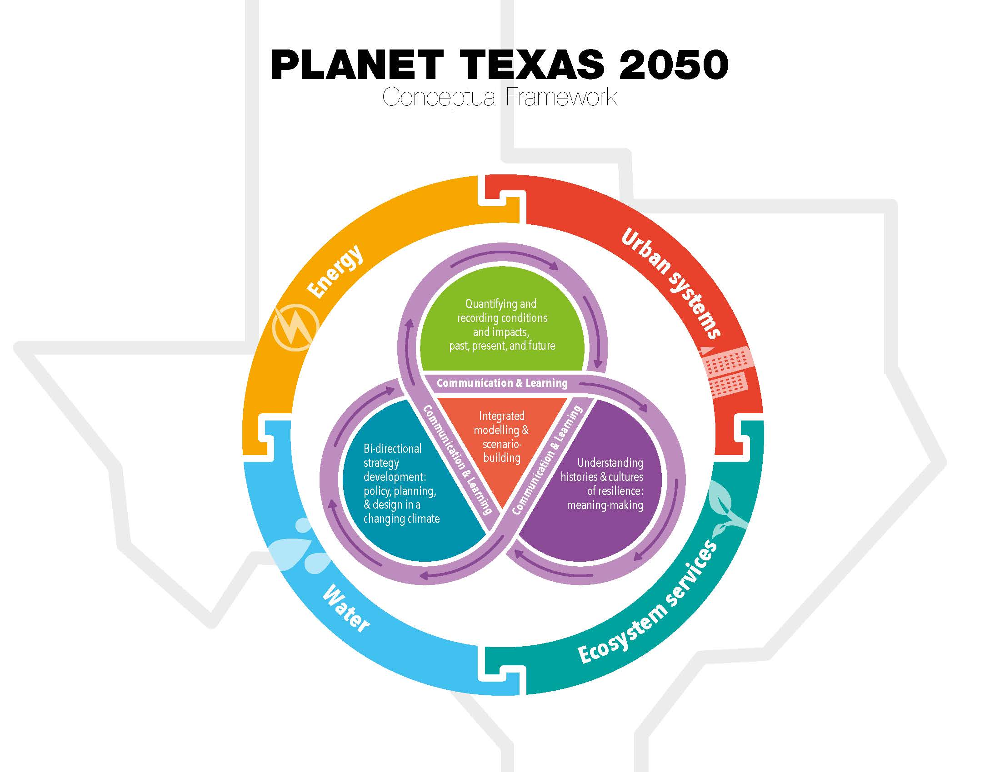 PLANET TEXAS 2050
Conceptual Framework
Energy
Urban systems
Quantifying and
recording conditions
and impacts,
past, present, and future
Communication & Learning
Communication & Learning
Communication & Learning
Integrated
modelling &
scenario-
building
Bi-directional
strategy
development:
policy, planning,
& design in a
changing climate
Understanding
histories & cultures
of resilience:
meaning-making
Water
Ecosystem services